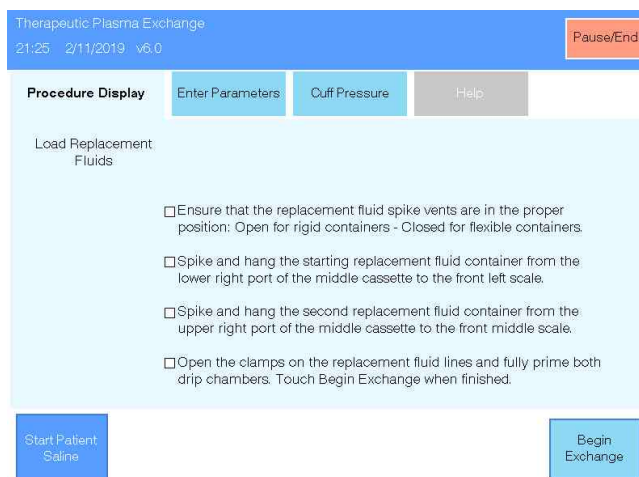 Therapeutic Plasma Exchange
21:25 2/11/2019 v6.0
Pause/End
Procedure Display
Enter Parameters
Cuff Pressure
Help
Load Replacement
Fluids
Ensure that the replacement fluid spike vents are in the proper
position: Open for rigid containers - Closed for flexible containers.
Spike and hang the starting replacement fluid container from the
lower right port of the middle cassette to the front left scale.
Spike and hang the second replacement fluid container from the
upper right port of the middle cassette to the front middle scale.
Open the clamps on the replacement fluid lines and fully prime both
drip chambers. Touch Begin Exchange when finished.
Start Patient
Saline
Begin
Exchange